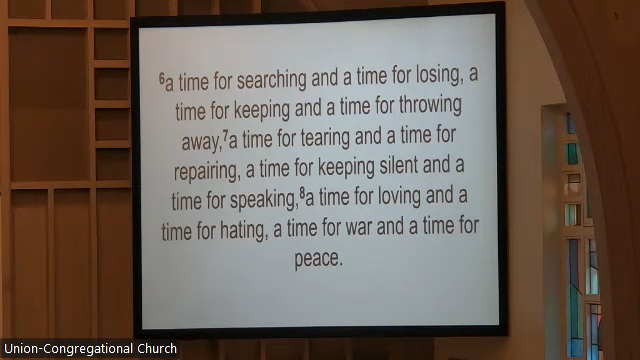 ⁶a time for searching and a time for losing, a
time for keeping and a time for throwing
away,⁷a time for tearing and a time for
repairing, a time for keeping silent and a
time for speaking,⁸a time for loving and a
time for hating, a time for war and a time for
peace.
Union-Congregational Church